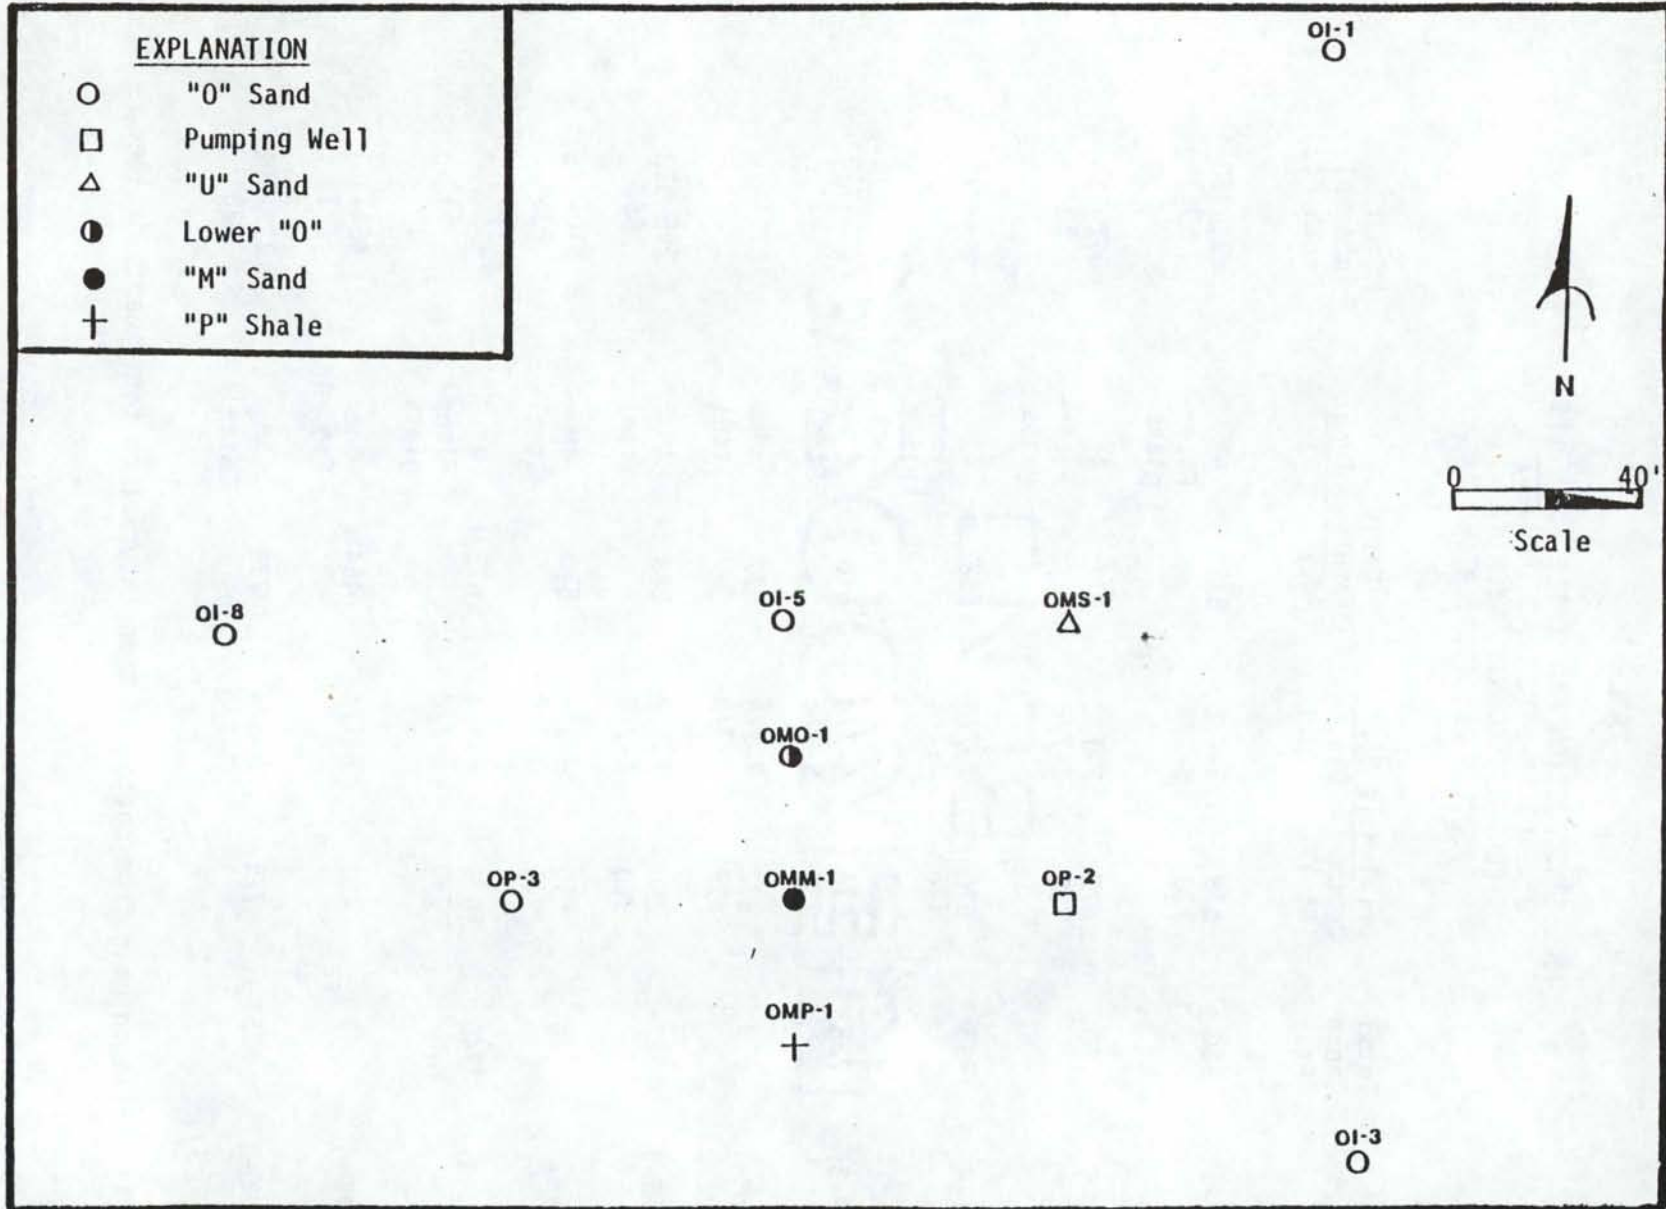 EXPLANATION
"O" Sand
Pumping Well
"U" Sand
Lower "O"
"M" Sand
"P" Shale
OI-1
N
0 40'
Scale
OI-8
OI-5
OMS-1
OMO-1
OP-3
OMM-1
OP-2
OMP-1
OI-3